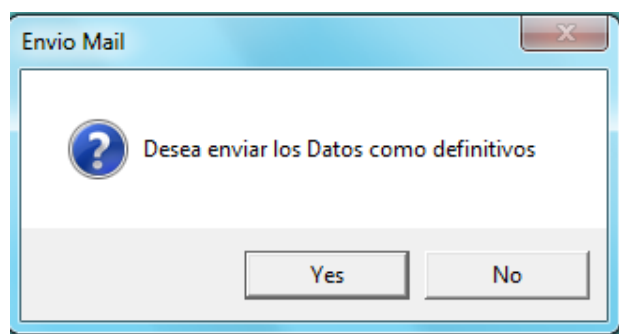 Envio Mail
Desea enviar los Datos como definitivos
Yes No